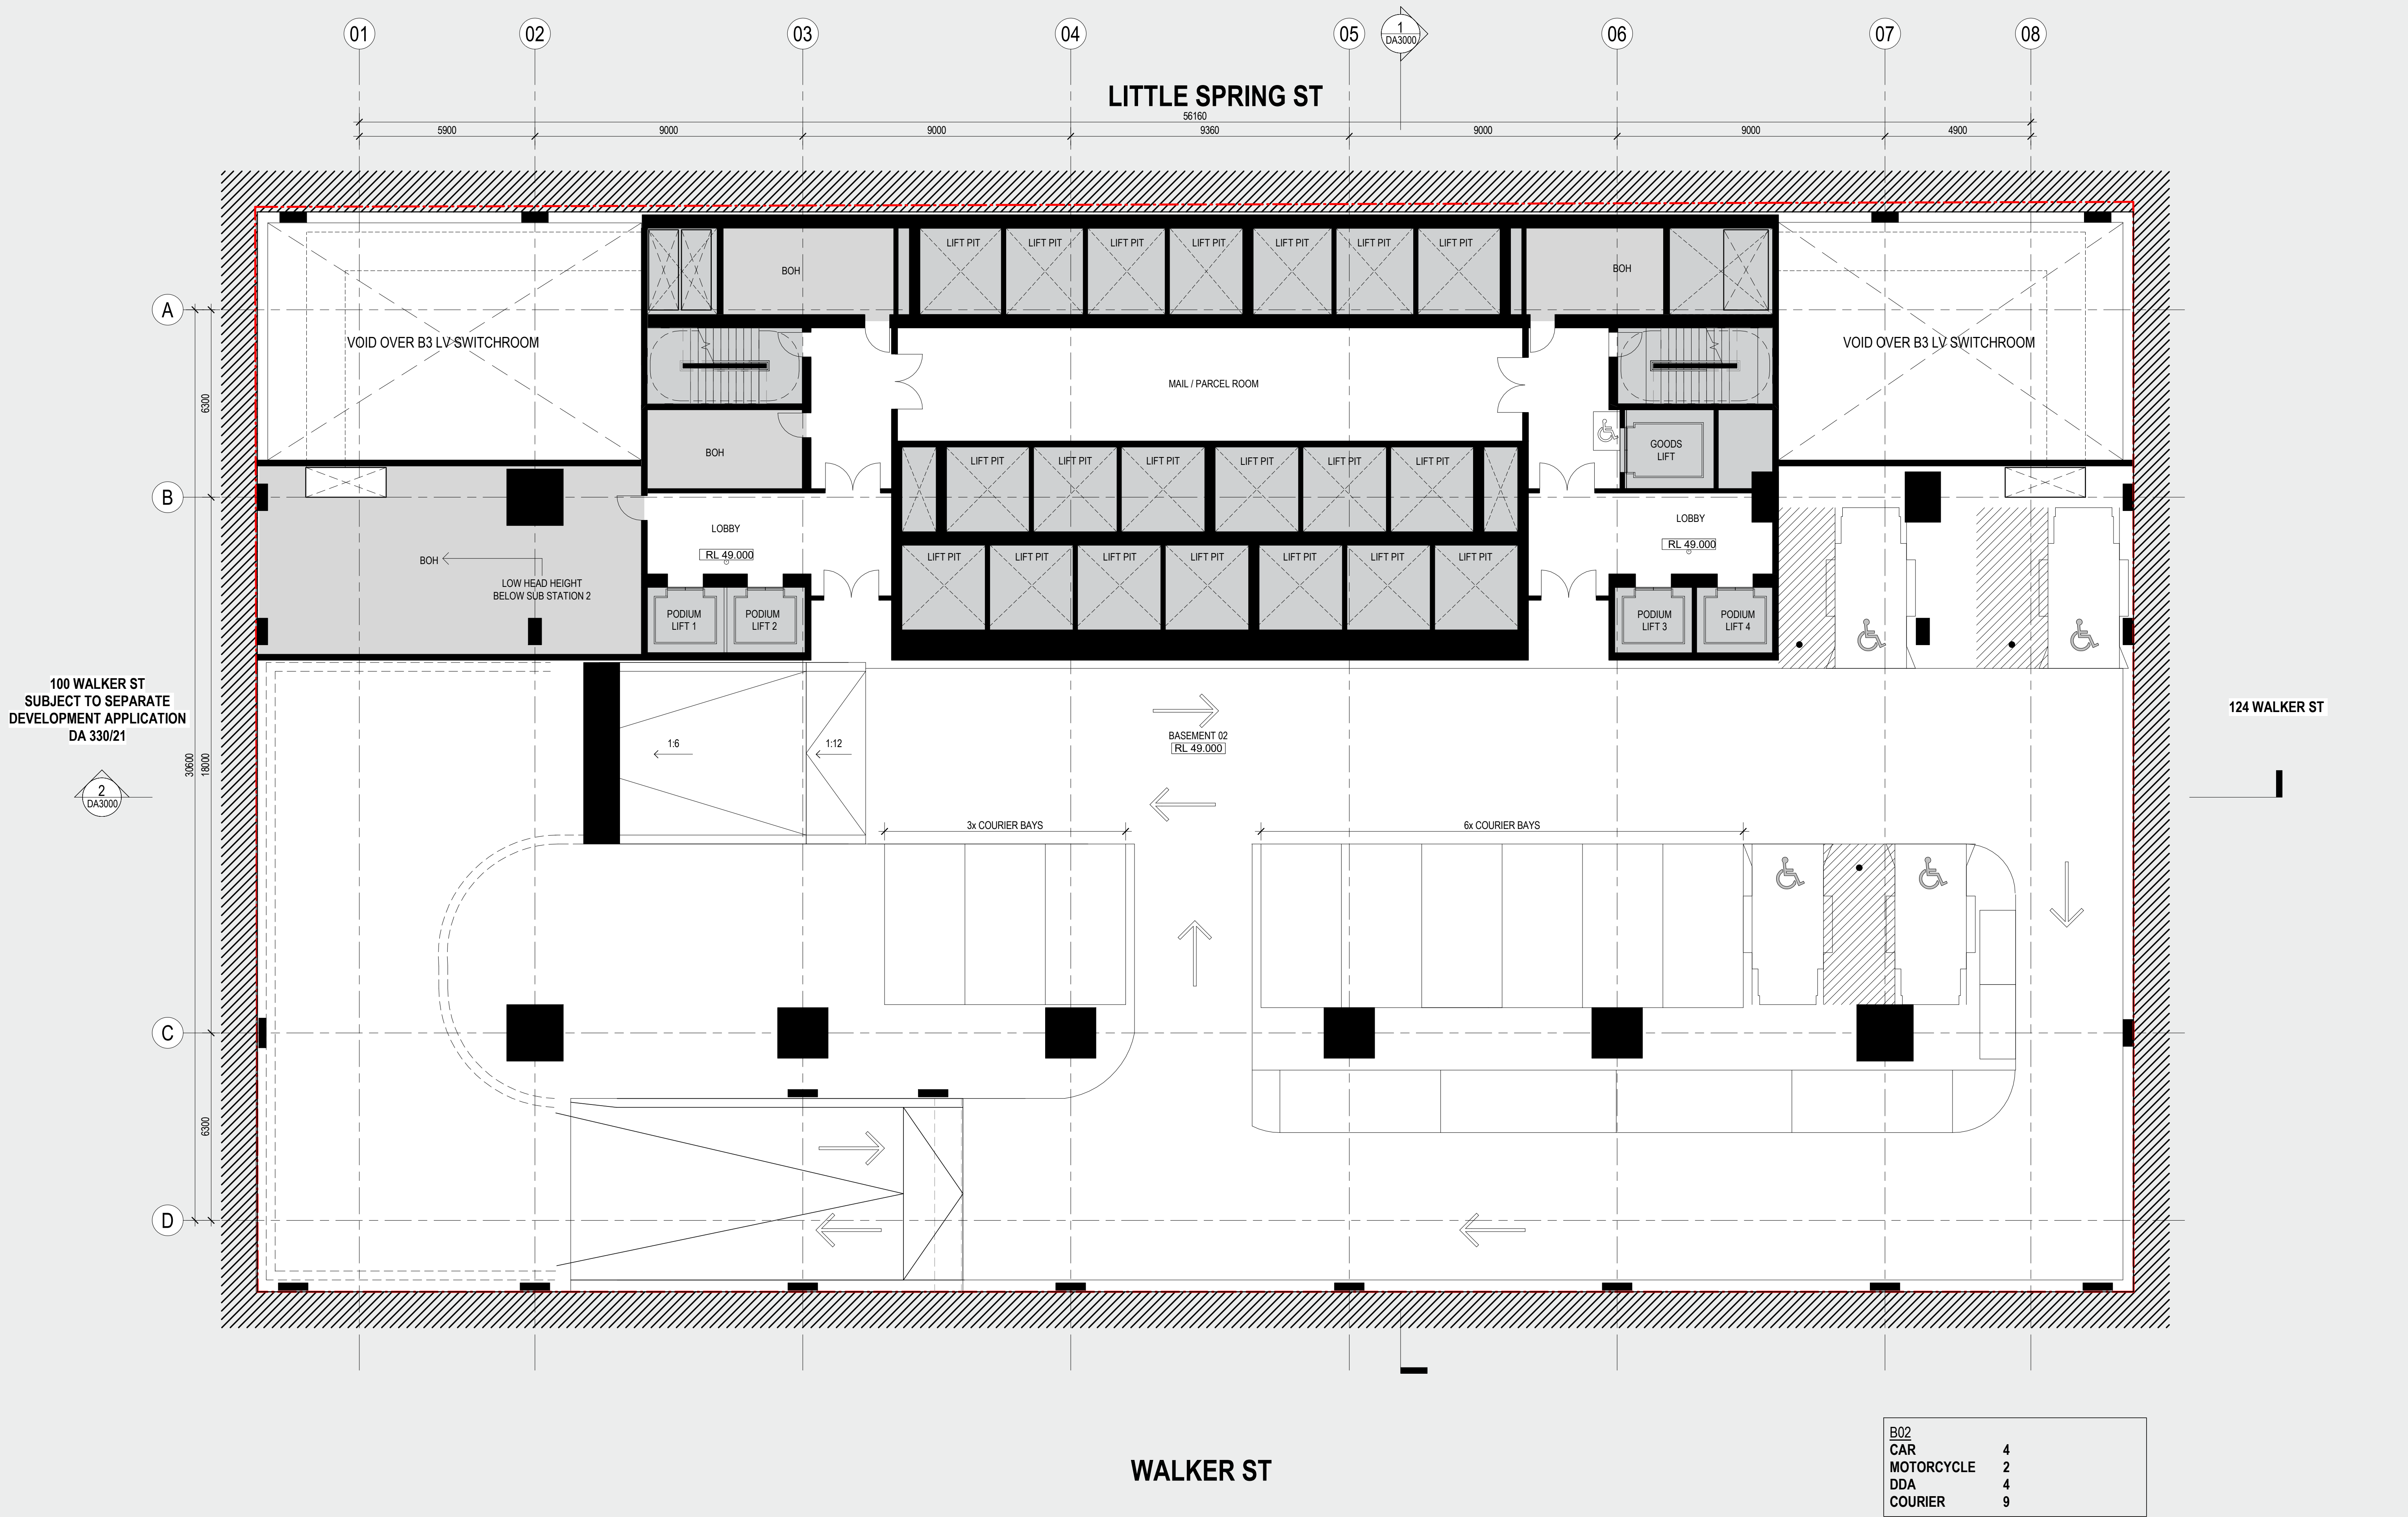 01
02
03
04
05
1
DA3000
06
07
08
LITTLE SPRING ST
56160
5900
9000
9000
9360
9000
9000
4900
LIFT PIT
LIFT PIT
LIFT PIT
LIFT PIT
LIFT PIT
LIFT PIT
LIFT PIT
BOH
BOH
A
VOID OVER B3 LV SWITCHROOM
VOID OVER B3 LV SWITCHROOM
MAIL / PARCEL ROOM
6300
BOH
GOODS
LIFT
LIFT PIT
LIFT PIT
LIFT PIT
LIFT PIT
LIFT PIT
LIFT PIT
B
LOBBY
RL 49.000
LOBBY
RL 49.000
BOH
LOW HEAD HEIGHT
BELOW SUB STATION 2
LIFT PIT
LIFT PIT
LIFT PIT
LIFT PIT
LIFT PIT
LIFT PIT
LIFT PIT
PODIUM
LIFT 1
PODIUM
LIFT 2
PODIUM
LIFT 3
PODIUM
LIFT 4
100 WALKER ST
SUBJECT TO SEPARATE
DEVELOPMENT APPLICATION
DA 330/21
124 WALKER ST
1:6
1:12
BASEMENT 02
RL 49.000
30600
18000
2
DA3000
3x COURIER BAYS
6x COURIER BAYS
C
6300
D
WALKER ST
B02
CAR 4
MOTORCYCLE 2
DDA 4
COURIER 9